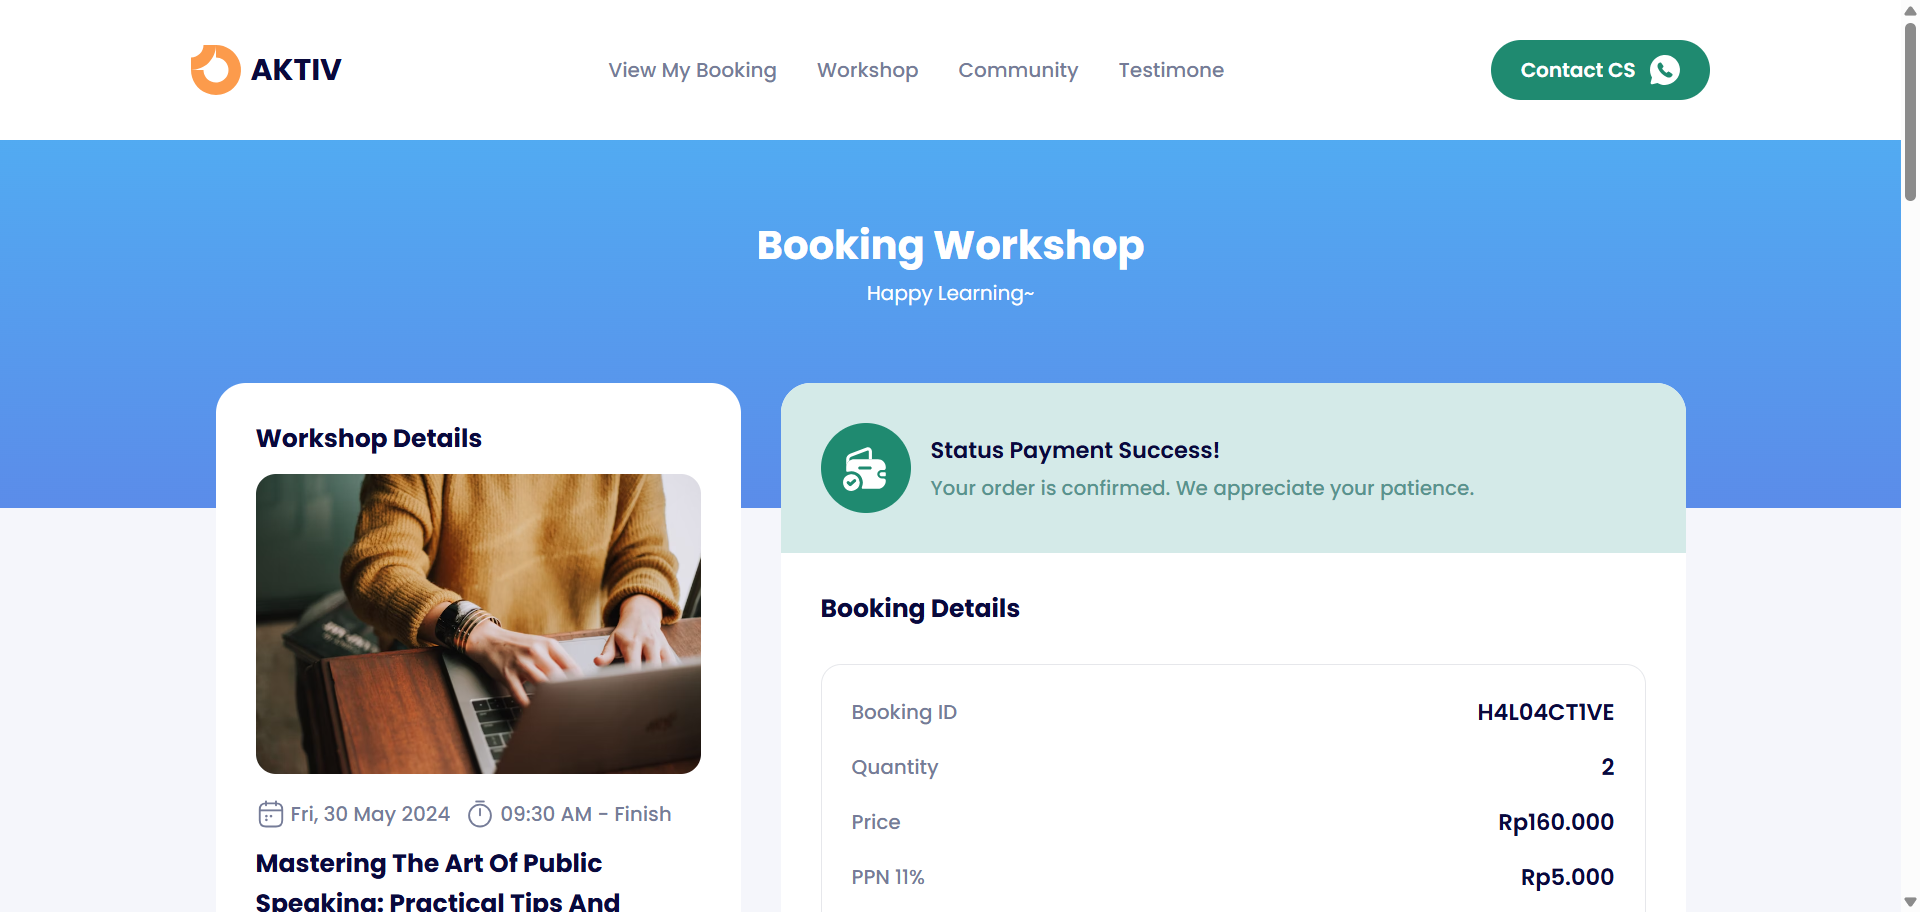 AKTIV
View My Booking
Workshop
Community
Testimone
Contact CS
Booking Workshop
Happy Learning~
Workshop Details
Fri, 30 May 2024
09:30 AM - Finish
Mastering The Art Of Public
Speaking: Practical Tips And
Status Payment Success!
Your order is confirmed. We appreciate your patience.
Booking Details
Booking ID
H4L04CT1VE
Quantity
2
Price
Rp160.000
PPN 11%
Rp5.000